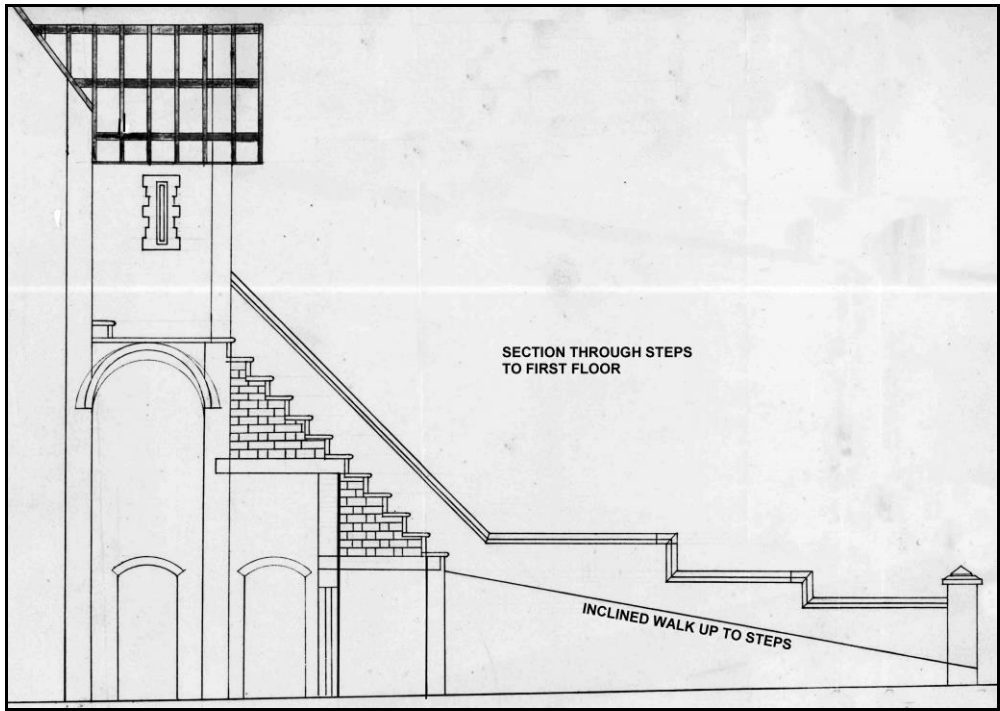 SECTION THROUGH STEPS
TO FIRST FLOOR
INCLINED WALK UP TO STEPS